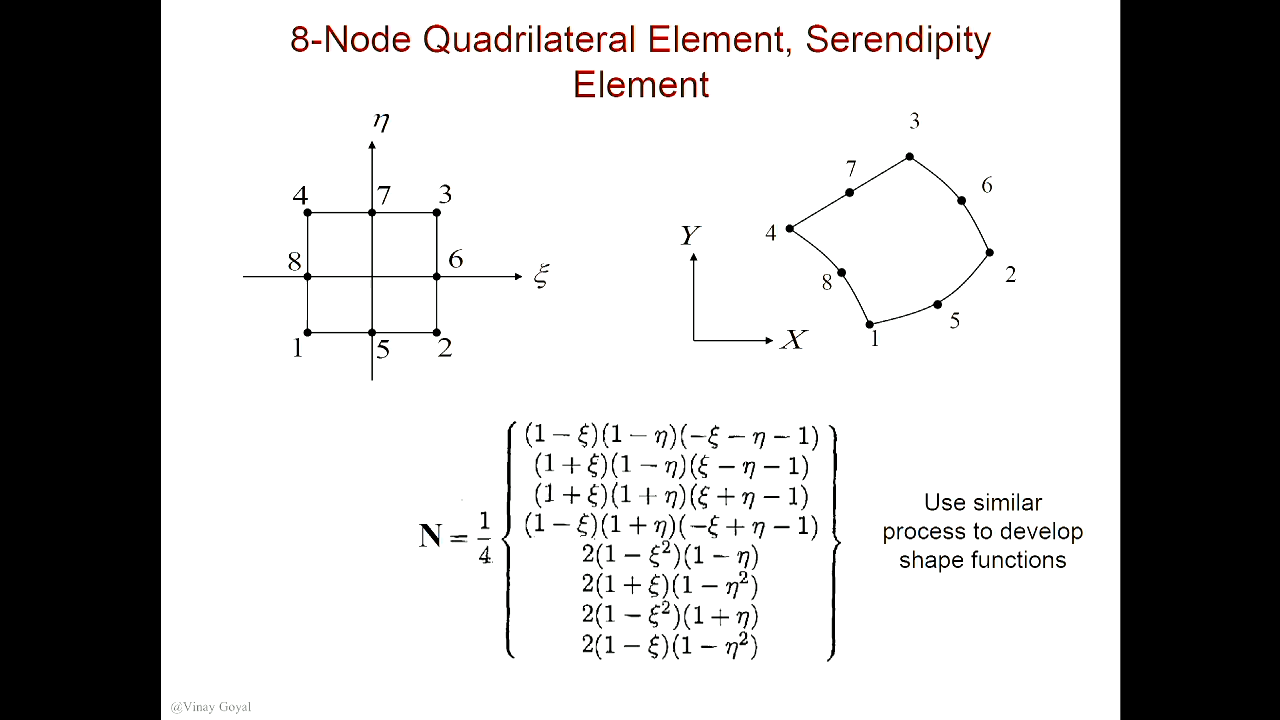 8-Node Quadrilateral Element, Serendipity
Element
η
4 7 3
8 6
ξ
1 5 2
3
7
6
4
Y
8
2
5
X
1
(1 − ξ)(1 − η)(−ξ − η − 1)
(1 + ξ)(1 − η)(ξ − η − 1)
(1 + ξ)(1 + η)(ξ + η − 1)
(1 − ξ)(1 + η)(−ξ + η − 1)
N = 1/4
2(1 − ξ²)(1 − η)
2(1 + ξ)(1 − η²)
2(1 − ξ²)(1 + η)
2(1 − ξ)(1 − η²)
Use similar
process to develop
shape functions
@Vinay Goyal